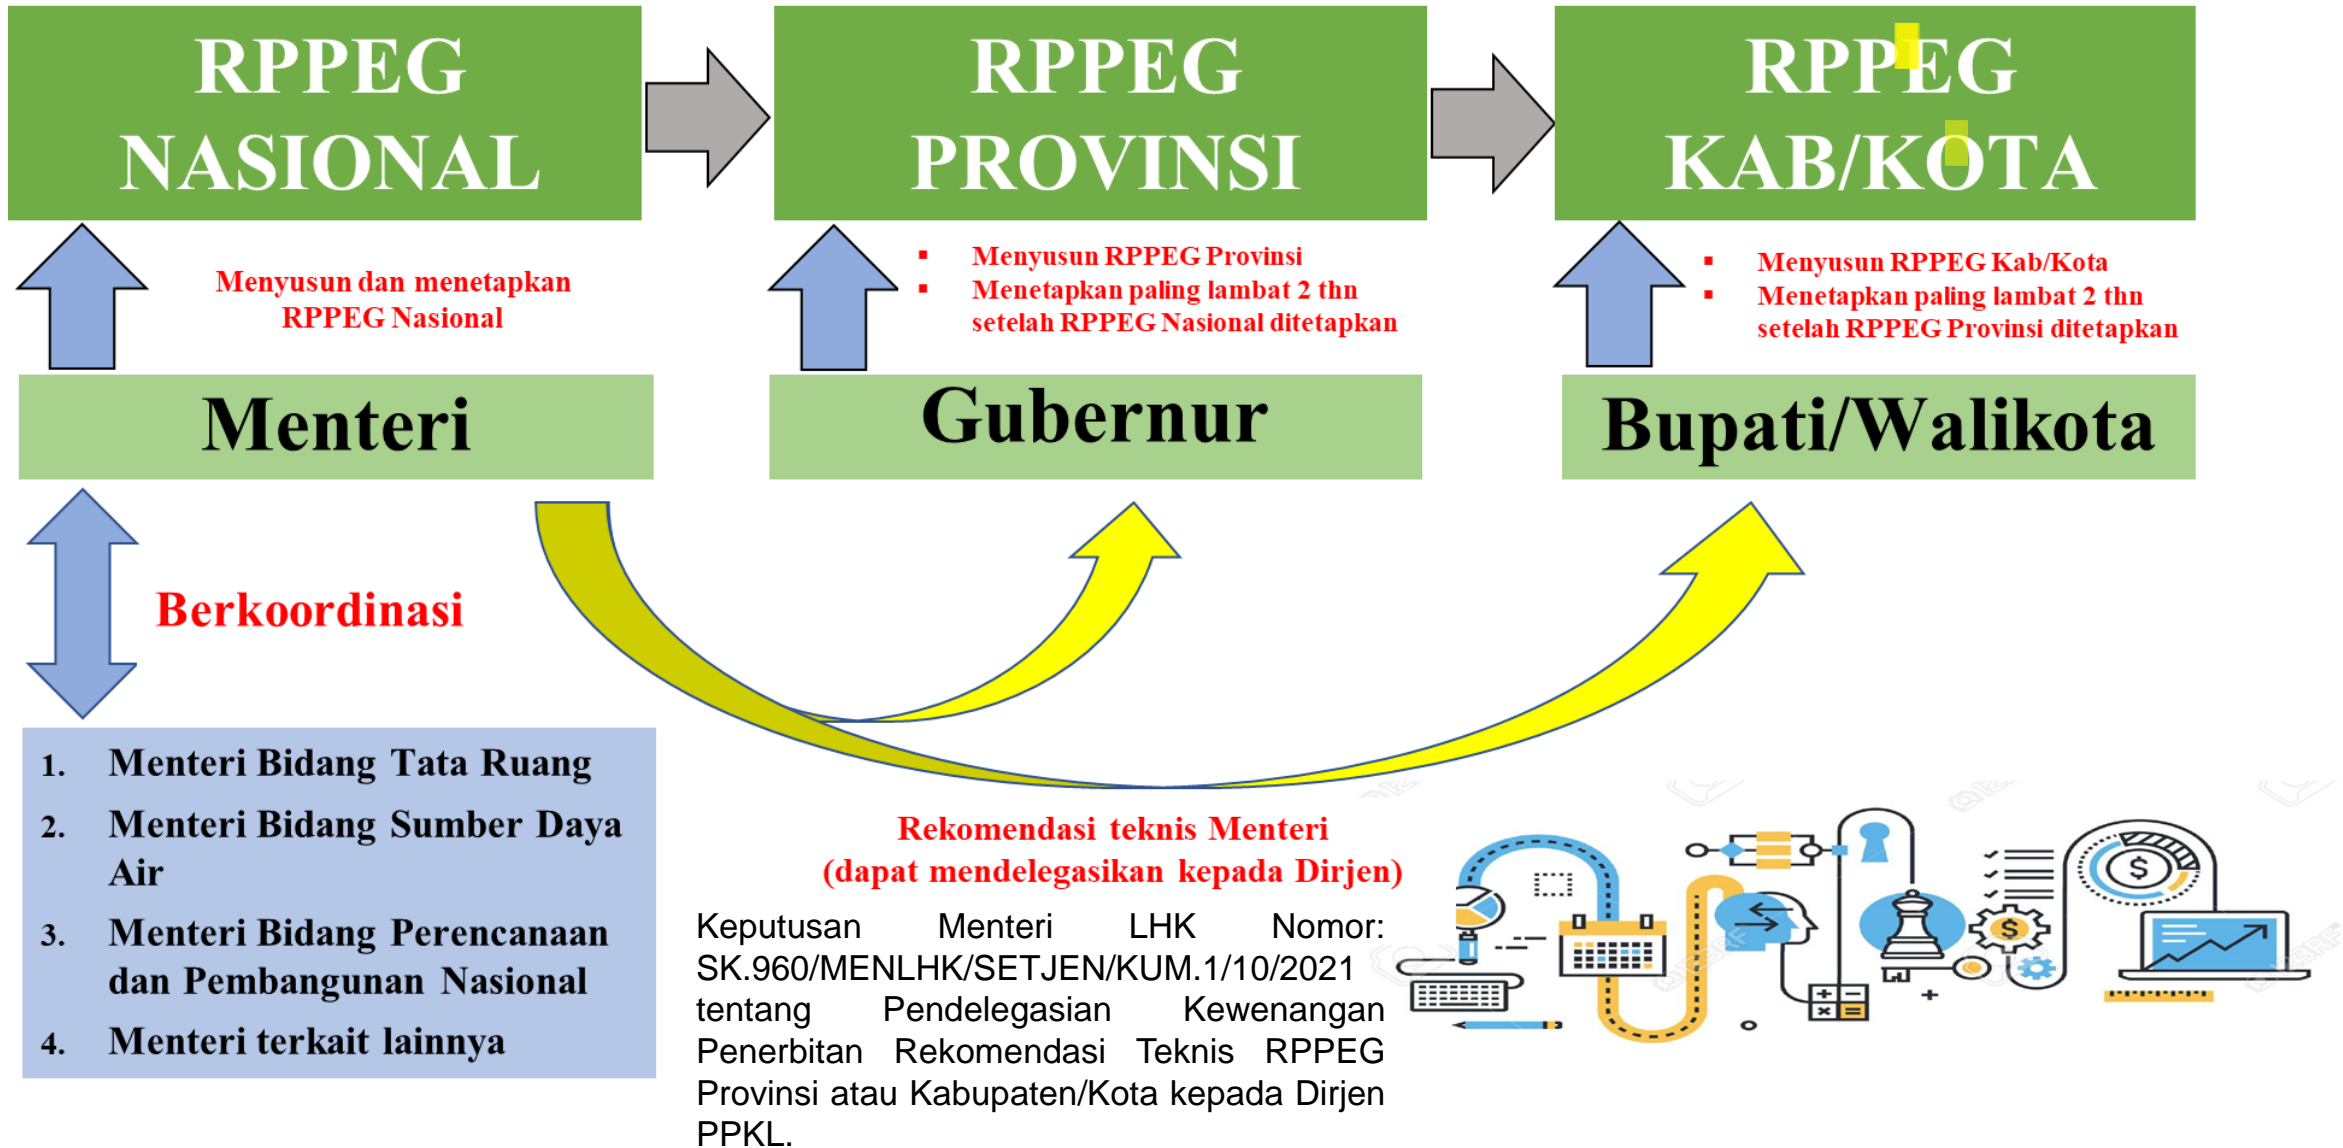 RPPEG
NASIONAL
RPPEG
PROVINSI
RPPEG
KAB/KOTA
Menyusun dan menetapkan
RPPEG Nasional
▪ Menyusun RPPEG Provinsi
▪ Menetapkan paling lambat 2 thn
setelah RPPEG Nasional ditetapkan
▪ Menyusun RPPEG Kab/Kota
▪ Menetapkan paling lambat 2 thn
setelah RPPEG Provinsi ditetapkan
Menteri
Gubernur
Bupati/Walikota
Berkoordinasi
1. Menteri Bidang Tata Ruang
2. Menteri Bidang Sumber Daya
Air
3. Menteri Bidang Perencanaan
dan Pembangunan Nasional
4. Menteri terkait lainnya
Rekomendasi teknis Menteri
(dapat mendelegasikan kepada Dirjen)
Keputusan Menteri LHK Nomor:
SK.960/MENLHK/SETJEN/KUM.1/10/2021
tentang Pendelegasian Kewenangan
Penerbitan Rekomendasi Teknis RPPEG
Provinsi atau Kabupaten/Kota kepada Dirjen
PPKL.
$
$